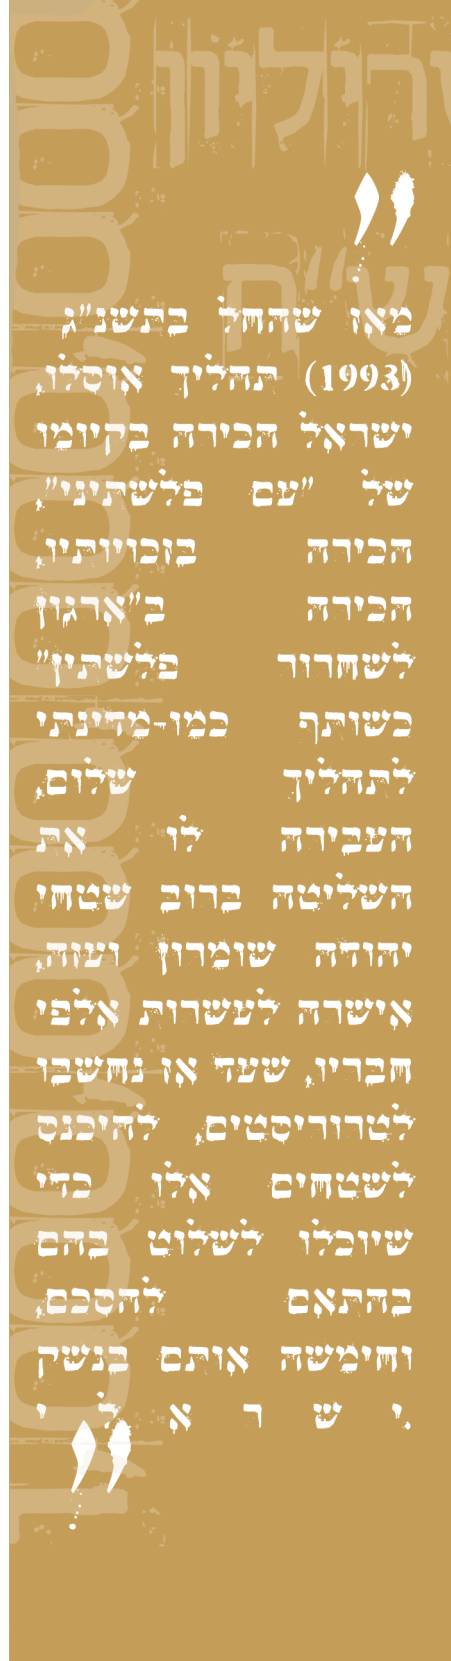 טריליון
ש"ח
"
מאז שהחל בתשנ"ג
(1993) תהליך אוסלו,
ישראל הכירה בקיומו
של "עם פלשתיני",
הכירה בזכויותיו,
הכירה ב"ארגון
לשחרור פלשתין"
כשותף כמו-מדינתי
לתהליך שלום,
העבירה לו את
השליטה ברוב שטחי
יהודה שומרון ועזה,
אישרה לעשרות אלפי
חבריו, שעד אז נחשבו
לטרוריסטים, להיכנס
לשטחים אלו כדי
שיוכלו לשלוט בהם
בהתאם להסכם,
וחימשה אותם בנשק
י ש ר א ל י.
"